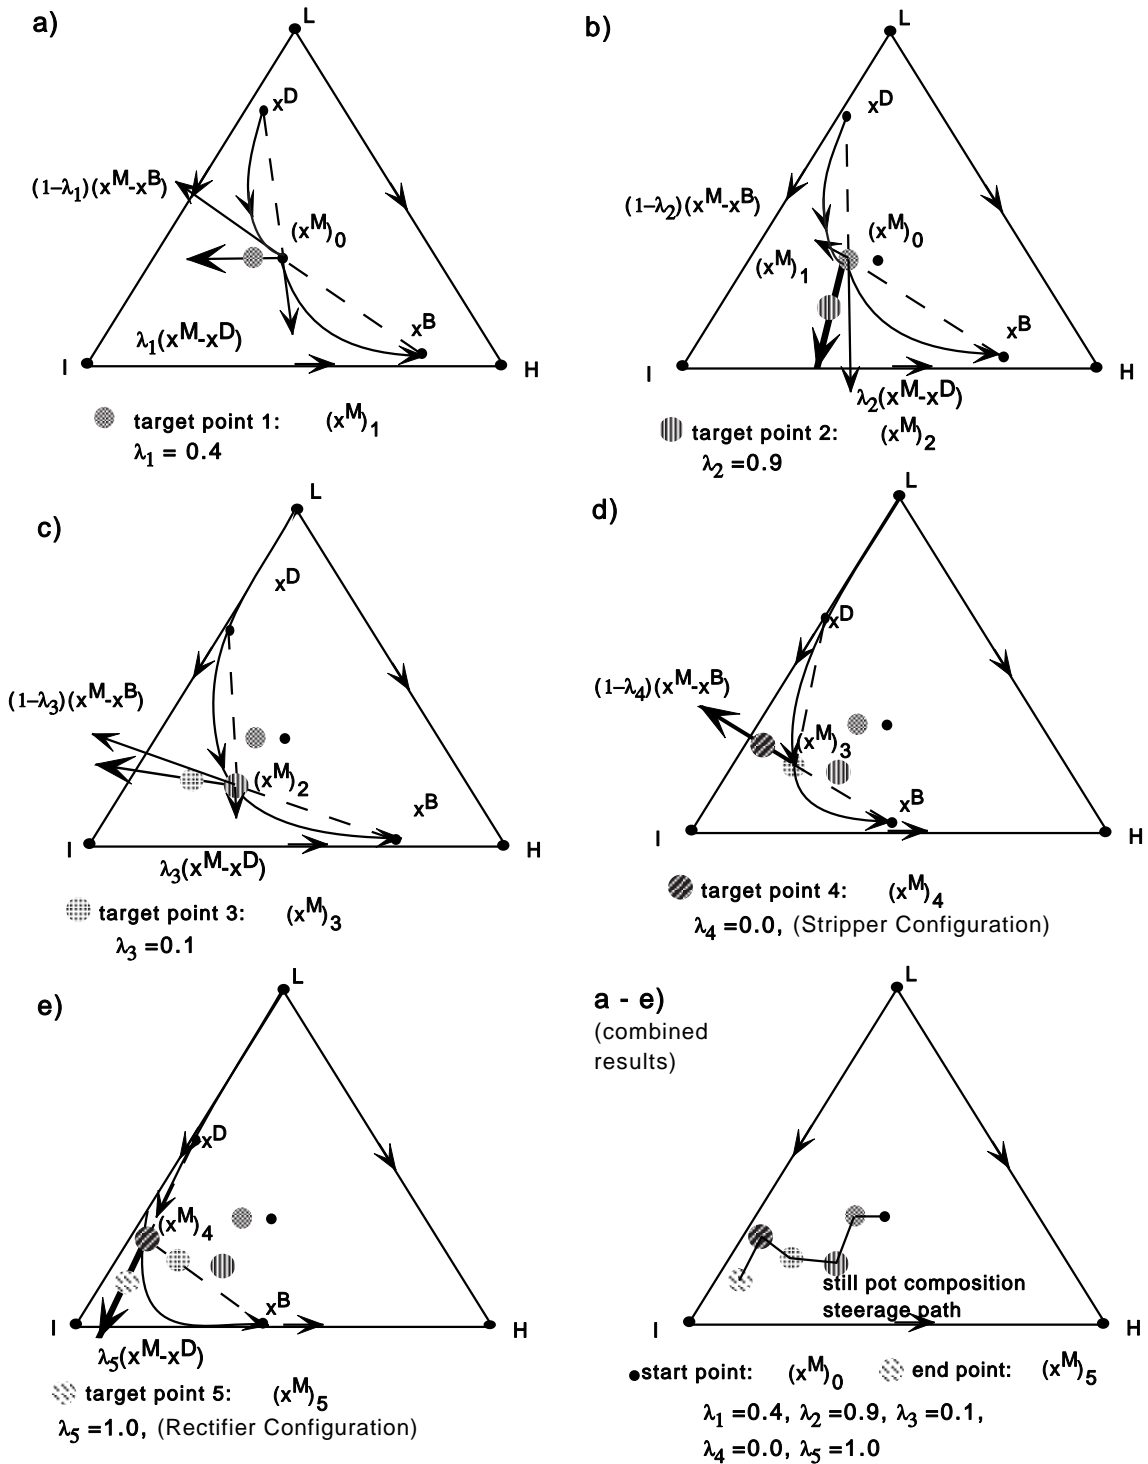 a)
L
x^D
(1−λ₁)(x^M-x^B)
(x^M)₀
x^B
λ₁(x^M-x^D)
I
H
target point 1: (x^M)₁
λ₁ = 0.4
b)
L
x^D
(1−λ₂)(x^M-x^B)
(x^M)₀
(x^M)₁
x^B
I
H
λ₂(x^M-x^D)
target point 2: (x^M)₂
λ₂ =0.9
c)
L
x^D
(1−λ₃)(x^M-x^B)
(x^M)₂
x^B
I
H
λ₃(x^M-x^D)
target point 3: (x^M)₃
λ₃ =0.1
d)
L
x^D
(1−λ₄)(x^M-x^B)
(x^M)₃
x^B
I
H
target point 4: (x^M)₄
λ₄ =0.0, (Stripper Configuration)
e)
L
x^D
(x^M)₄
x^B
I
H
λ₅(x^M-x^D)
target point 5: (x^M)₅
λ₅ =1.0, (Rectifier Configuration)
a - e)
(combined
results)
L
still pot composition
steerage path
I
H
start point: (x^M)₀ end point: (x^M)₅
λ₁ =0.4, λ₂ =0.9, λ₃ =0.1,
λ₄ =0.0, λ₅ =1.0